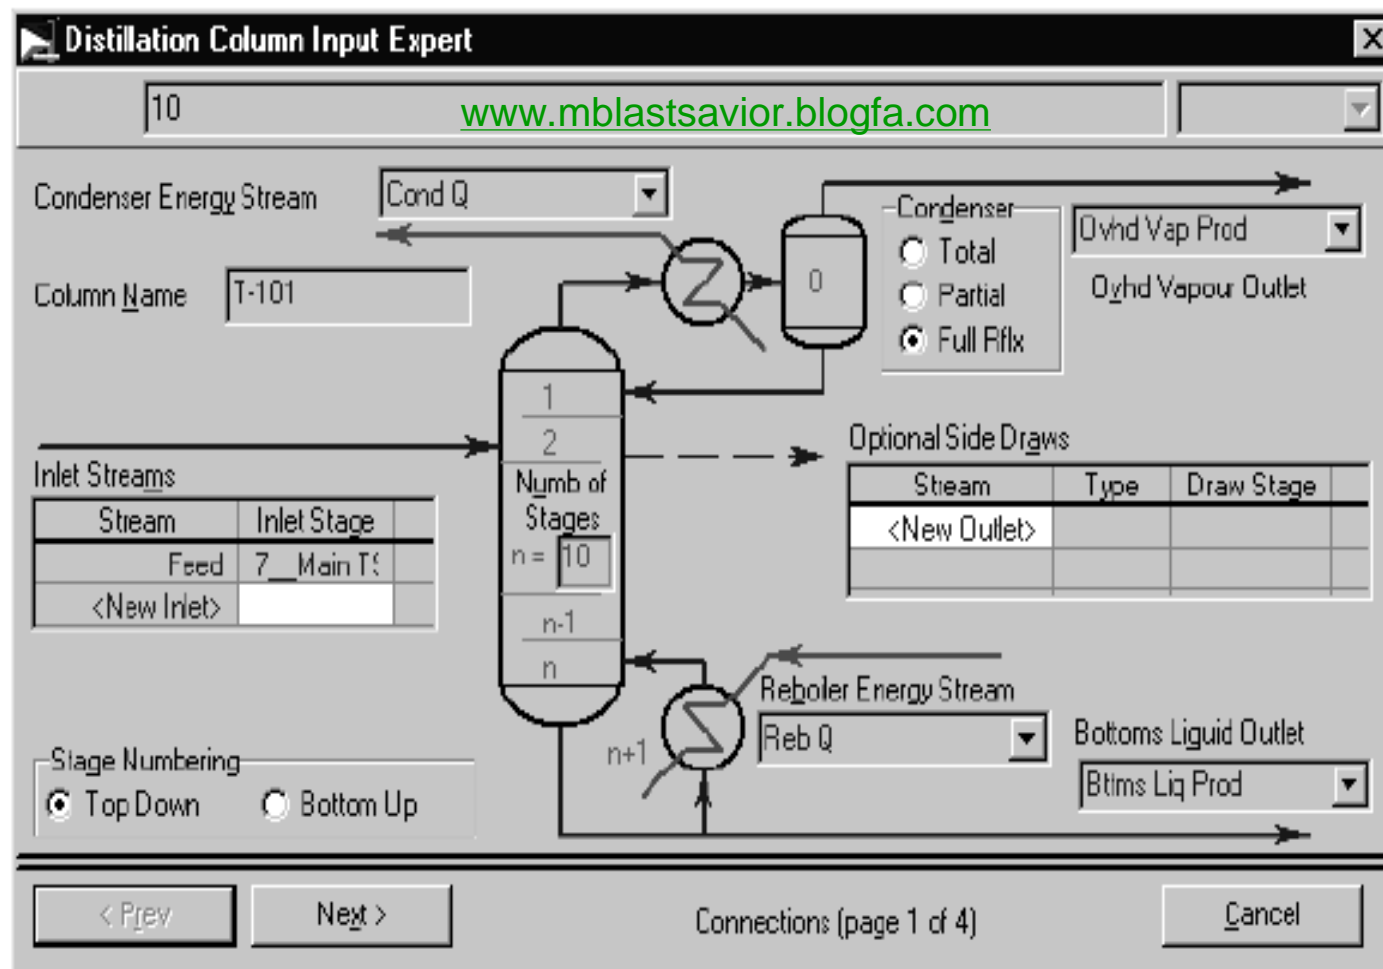 Distillation Column Input Expert
10
www.mblastsavior.blogfa.com
Condenser Energy Stream
Cond Q
Condenser
Total
Partial
Full Rflx
Ovhd Vap Prod
Ovhd Vapour Outlet
Column Name
T-101
0
1
2
Numb of
Stages
n = 10
n-1
n
n+1
Inlet Streams
Stream Inlet Stage
Feed 7__Main TS
<New Inlet>
Optional Side Draws
Stream Type Draw Stage
<New Outlet>
Reboiler Energy Stream
Reb Q
Bottoms Liquid Outlet
Btms Liq Prod
Stage Numbering
Top Down Bottom Up
< Prev
Next >
Connections (page 1 of 4)
Cancel